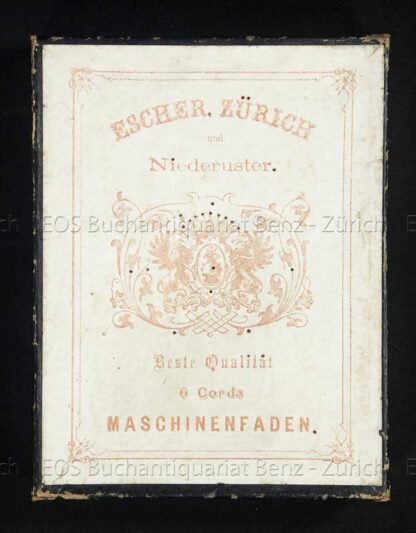 ESCHER. ZÜRICH
und
Niederuster.
EOS Buchantiquariat Benz - Zürich
Beste Qualität
6 Cords
MASCHINENFADEN.
EOS Buchantiquariat Benz - Zürich